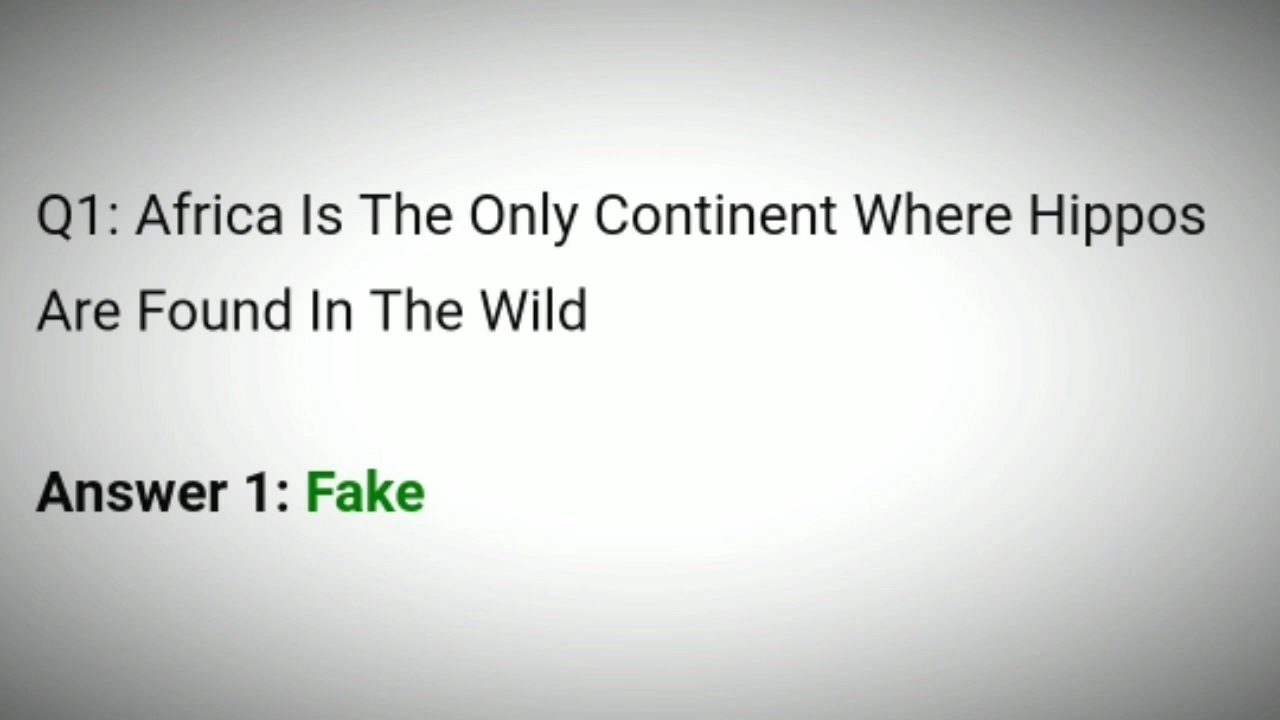 Q1: Africa Is The Only Continent Where Hippos
Are Found In The Wild
Answer 1: Fake